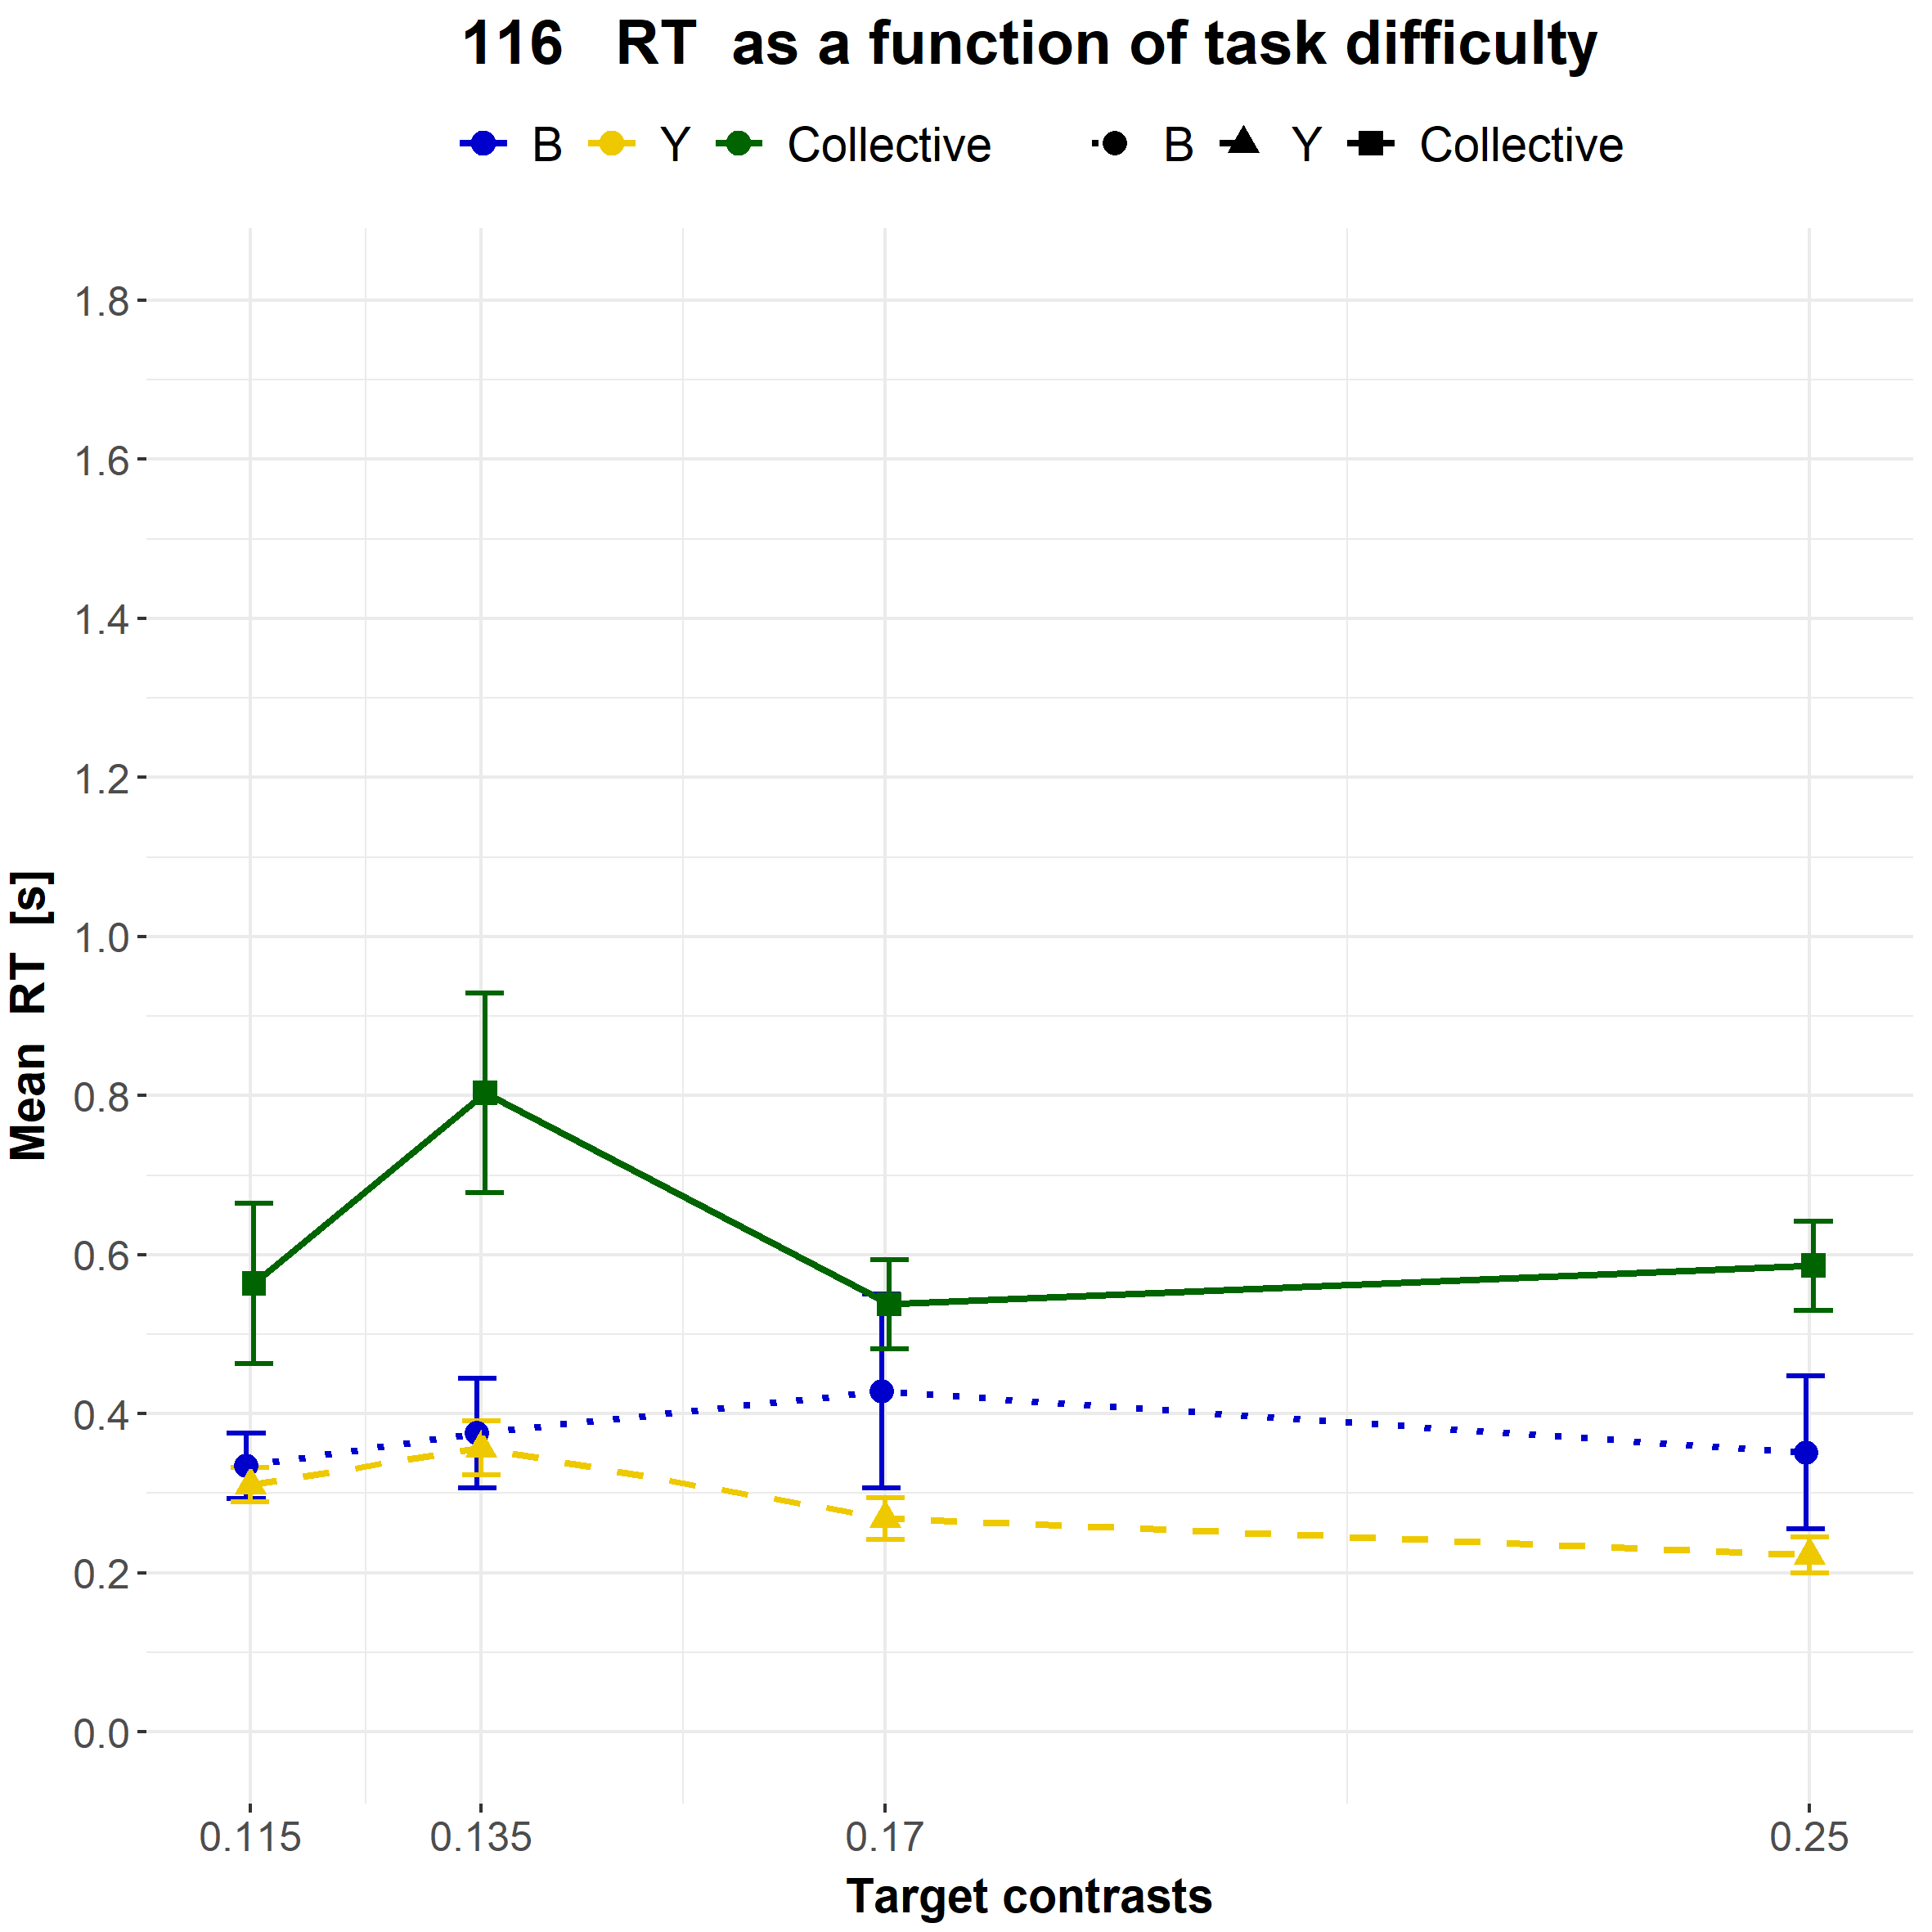 116 RT as a function of task difficulty
B Y Collective B Y Collective
1.8
1.6
1.4
1.2
1.0
0.8
0.6
0.4
0.2
0.0
Mean RT [s]
0.115 0.135 0.17 0.25
Target contrasts